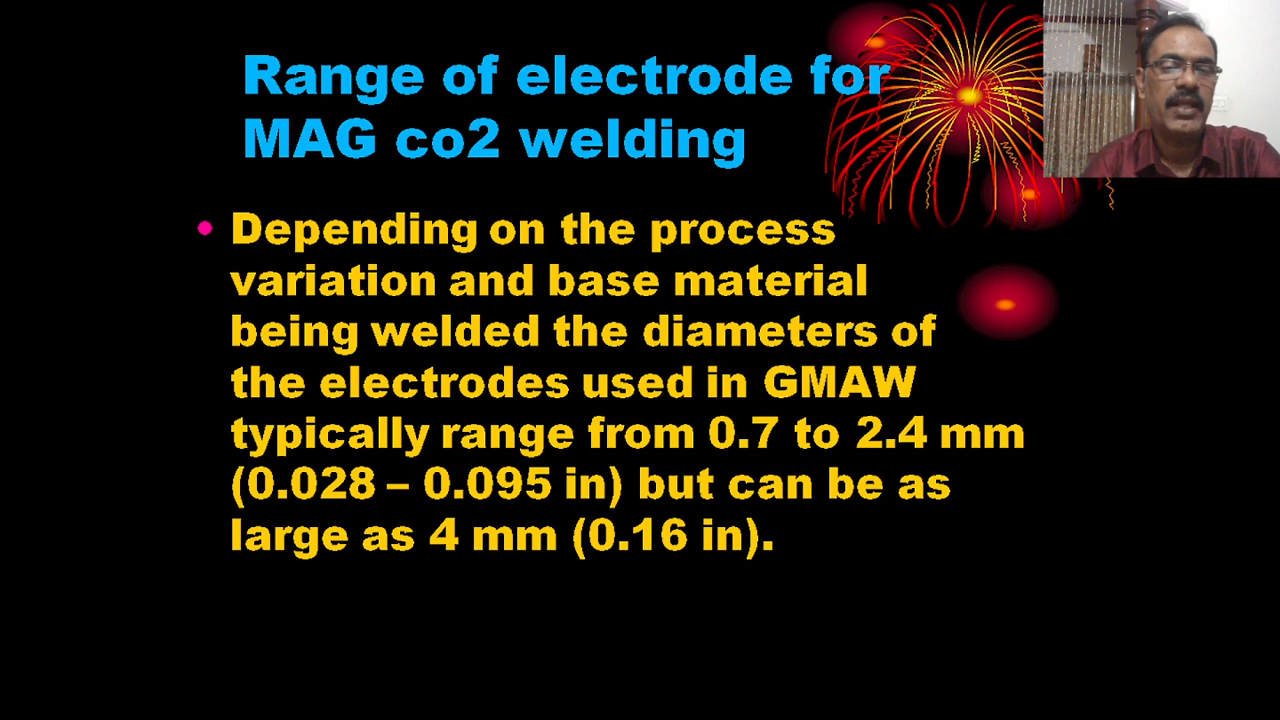 Range of electrode for
MAG co2 welding
• Depending on the process
variation and base material
being welded the diameters of
the electrodes used in GMAW
typically range from 0.7 to 2.4 mm
(0.028 – 0.095 in) but can be as
large as 4 mm (0.16 in).